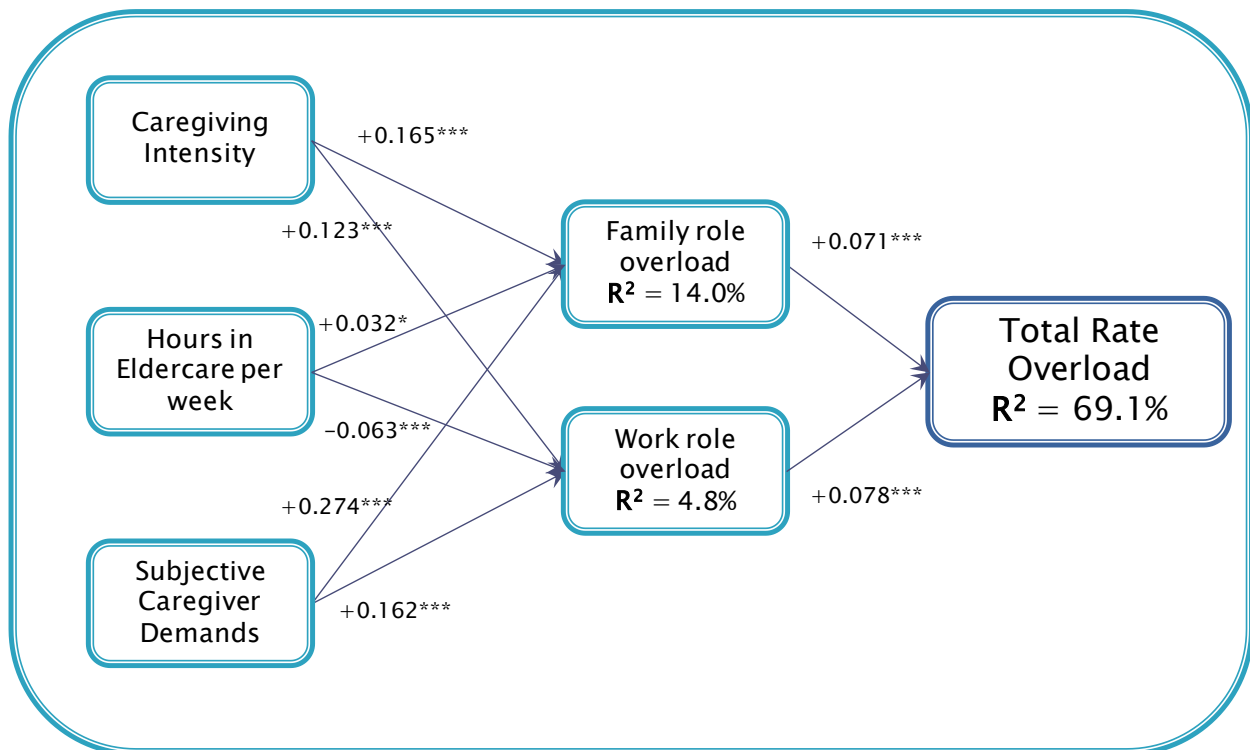 Caregiving
Intensity
+0.165***
+0.123***
Hours in
Eldercare per
week
+0.032*
-0.063***
Subjective
Caregiver
Demands
+0.274***
+0.162***
Family role
overload
R² = 14.0%
Work role
overload
R² = 4.8%
+0.071***
+0.078***
Total Rate
Overload
R² = 69.1%